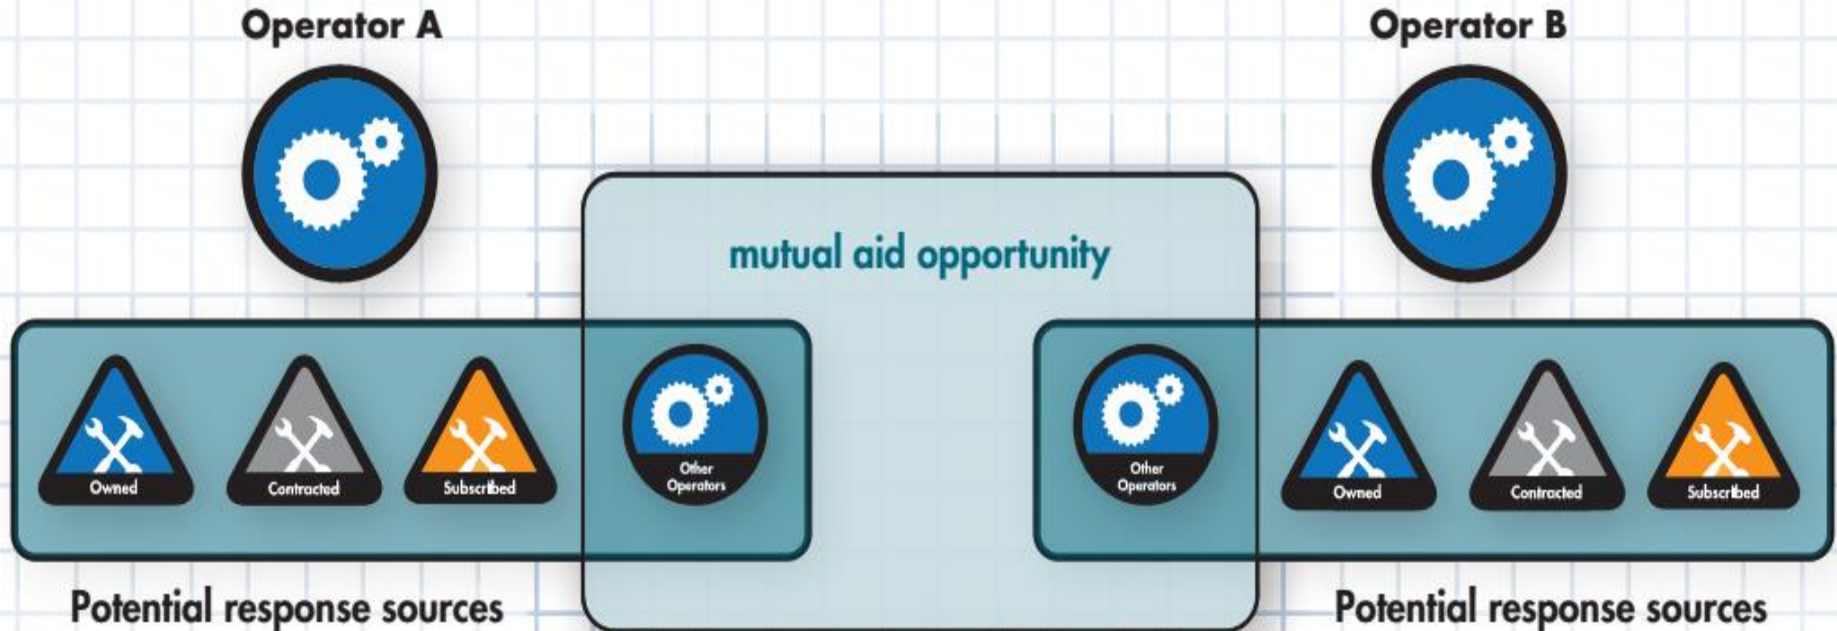 Operator A
Operator B
mutual aid opportunity
Owned
Contracted
Subscribed
Other
Operators
Other
Operators
Owned
Contracted
Subscribed
Potential response sources
Potential response sources